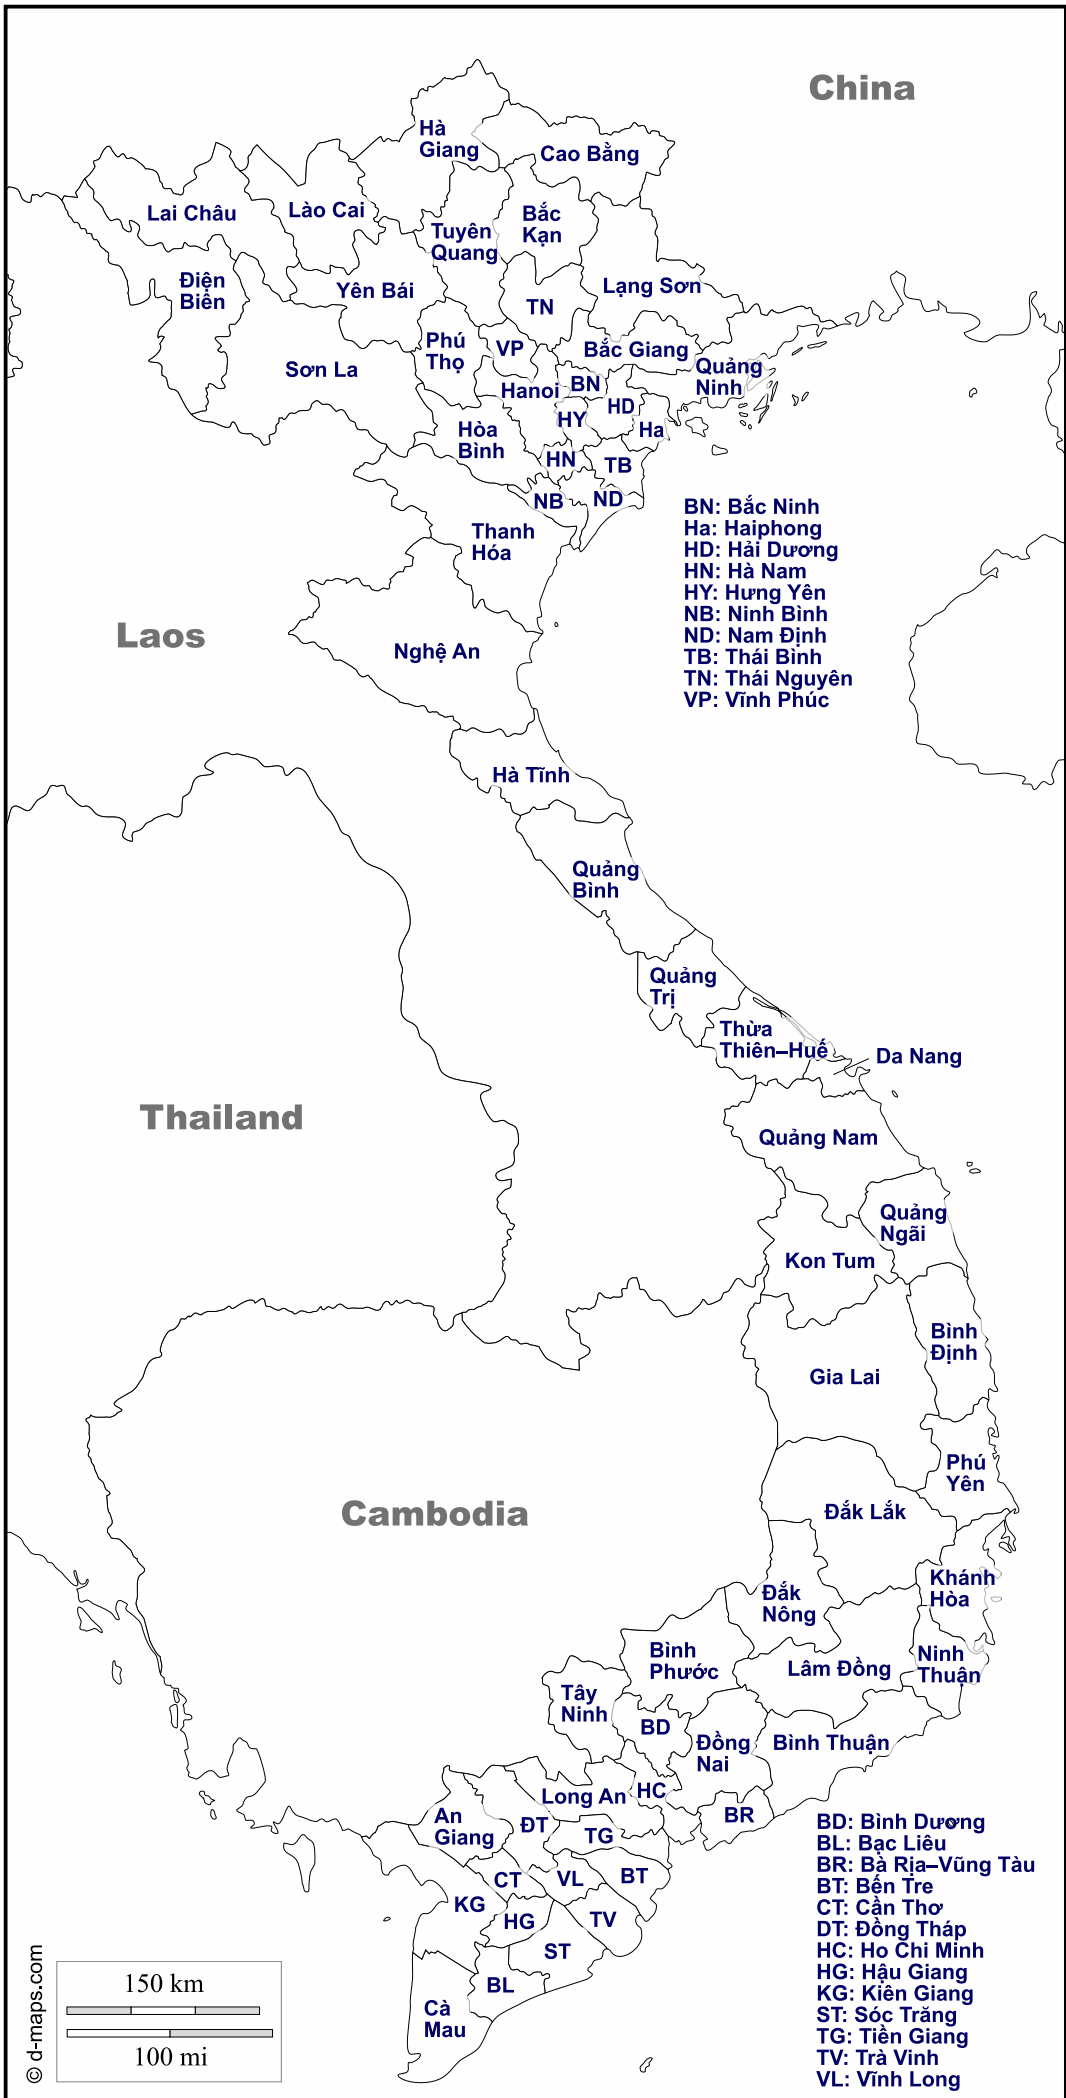 China
Hà
Giang
Cao Bằng
Lai Châu
Lào Cai
Bắc
Kạn
Tuyên
Quang
Điện
Biên
Yên Bái
Lạng Sơn
TN
Phú
Thọ
VP
Bắc Giang
Sơn La
Quảng
Ninh
Hanoi
BN
HD
HY
Ha
Hòa
Bình
HN
TB
NB
ND
Thanh
Hóa
BN: Bắc Ninh
Ha: Haiphong
HD: Hải Dương
HN: Hà Nam
HY: Hưng Yên
NB: Ninh Bình
ND: Nam Định
TB: Thái Bình
TN: Thái Nguyên
VP: Vĩnh Phúc
Laos
Nghệ An
Hà Tĩnh
Quảng
Bình
Quảng
Trị
Thừa
Thiên–Huế
Da Nang
Thailand
Quảng Nam
Quảng
Ngãi
Kon Tum
Bình
Định
Gia Lai
Phú
Yên
Cambodia
Đắk Lắk
Khánh
Hòa
Đắk
Nông
Bình
Phước
Lâm Đồng
Ninh
Thuận
Tây
Ninh
BD
Đồng
Nai
Bình Thuận
Long An
HC
BR
An
Giang
ĐT
TG
CT
VL
BT
KG
HG
TV
ST
BL
Cà
Mau
BD: Bình Dương
BL: Bạc Liêu
BR: Bà Rịa–Vũng Tàu
BT: Bến Tre
CT: Cần Thơ
DT: Đồng Tháp
HC: Ho Chi Minh
HG: Hậu Giang
KG: Kiên Giang
ST: Sóc Trăng
TG: Tiền Giang
TV: Trà Vinh
VL: Vĩnh Long
150 km
100 mi
© d-maps.com